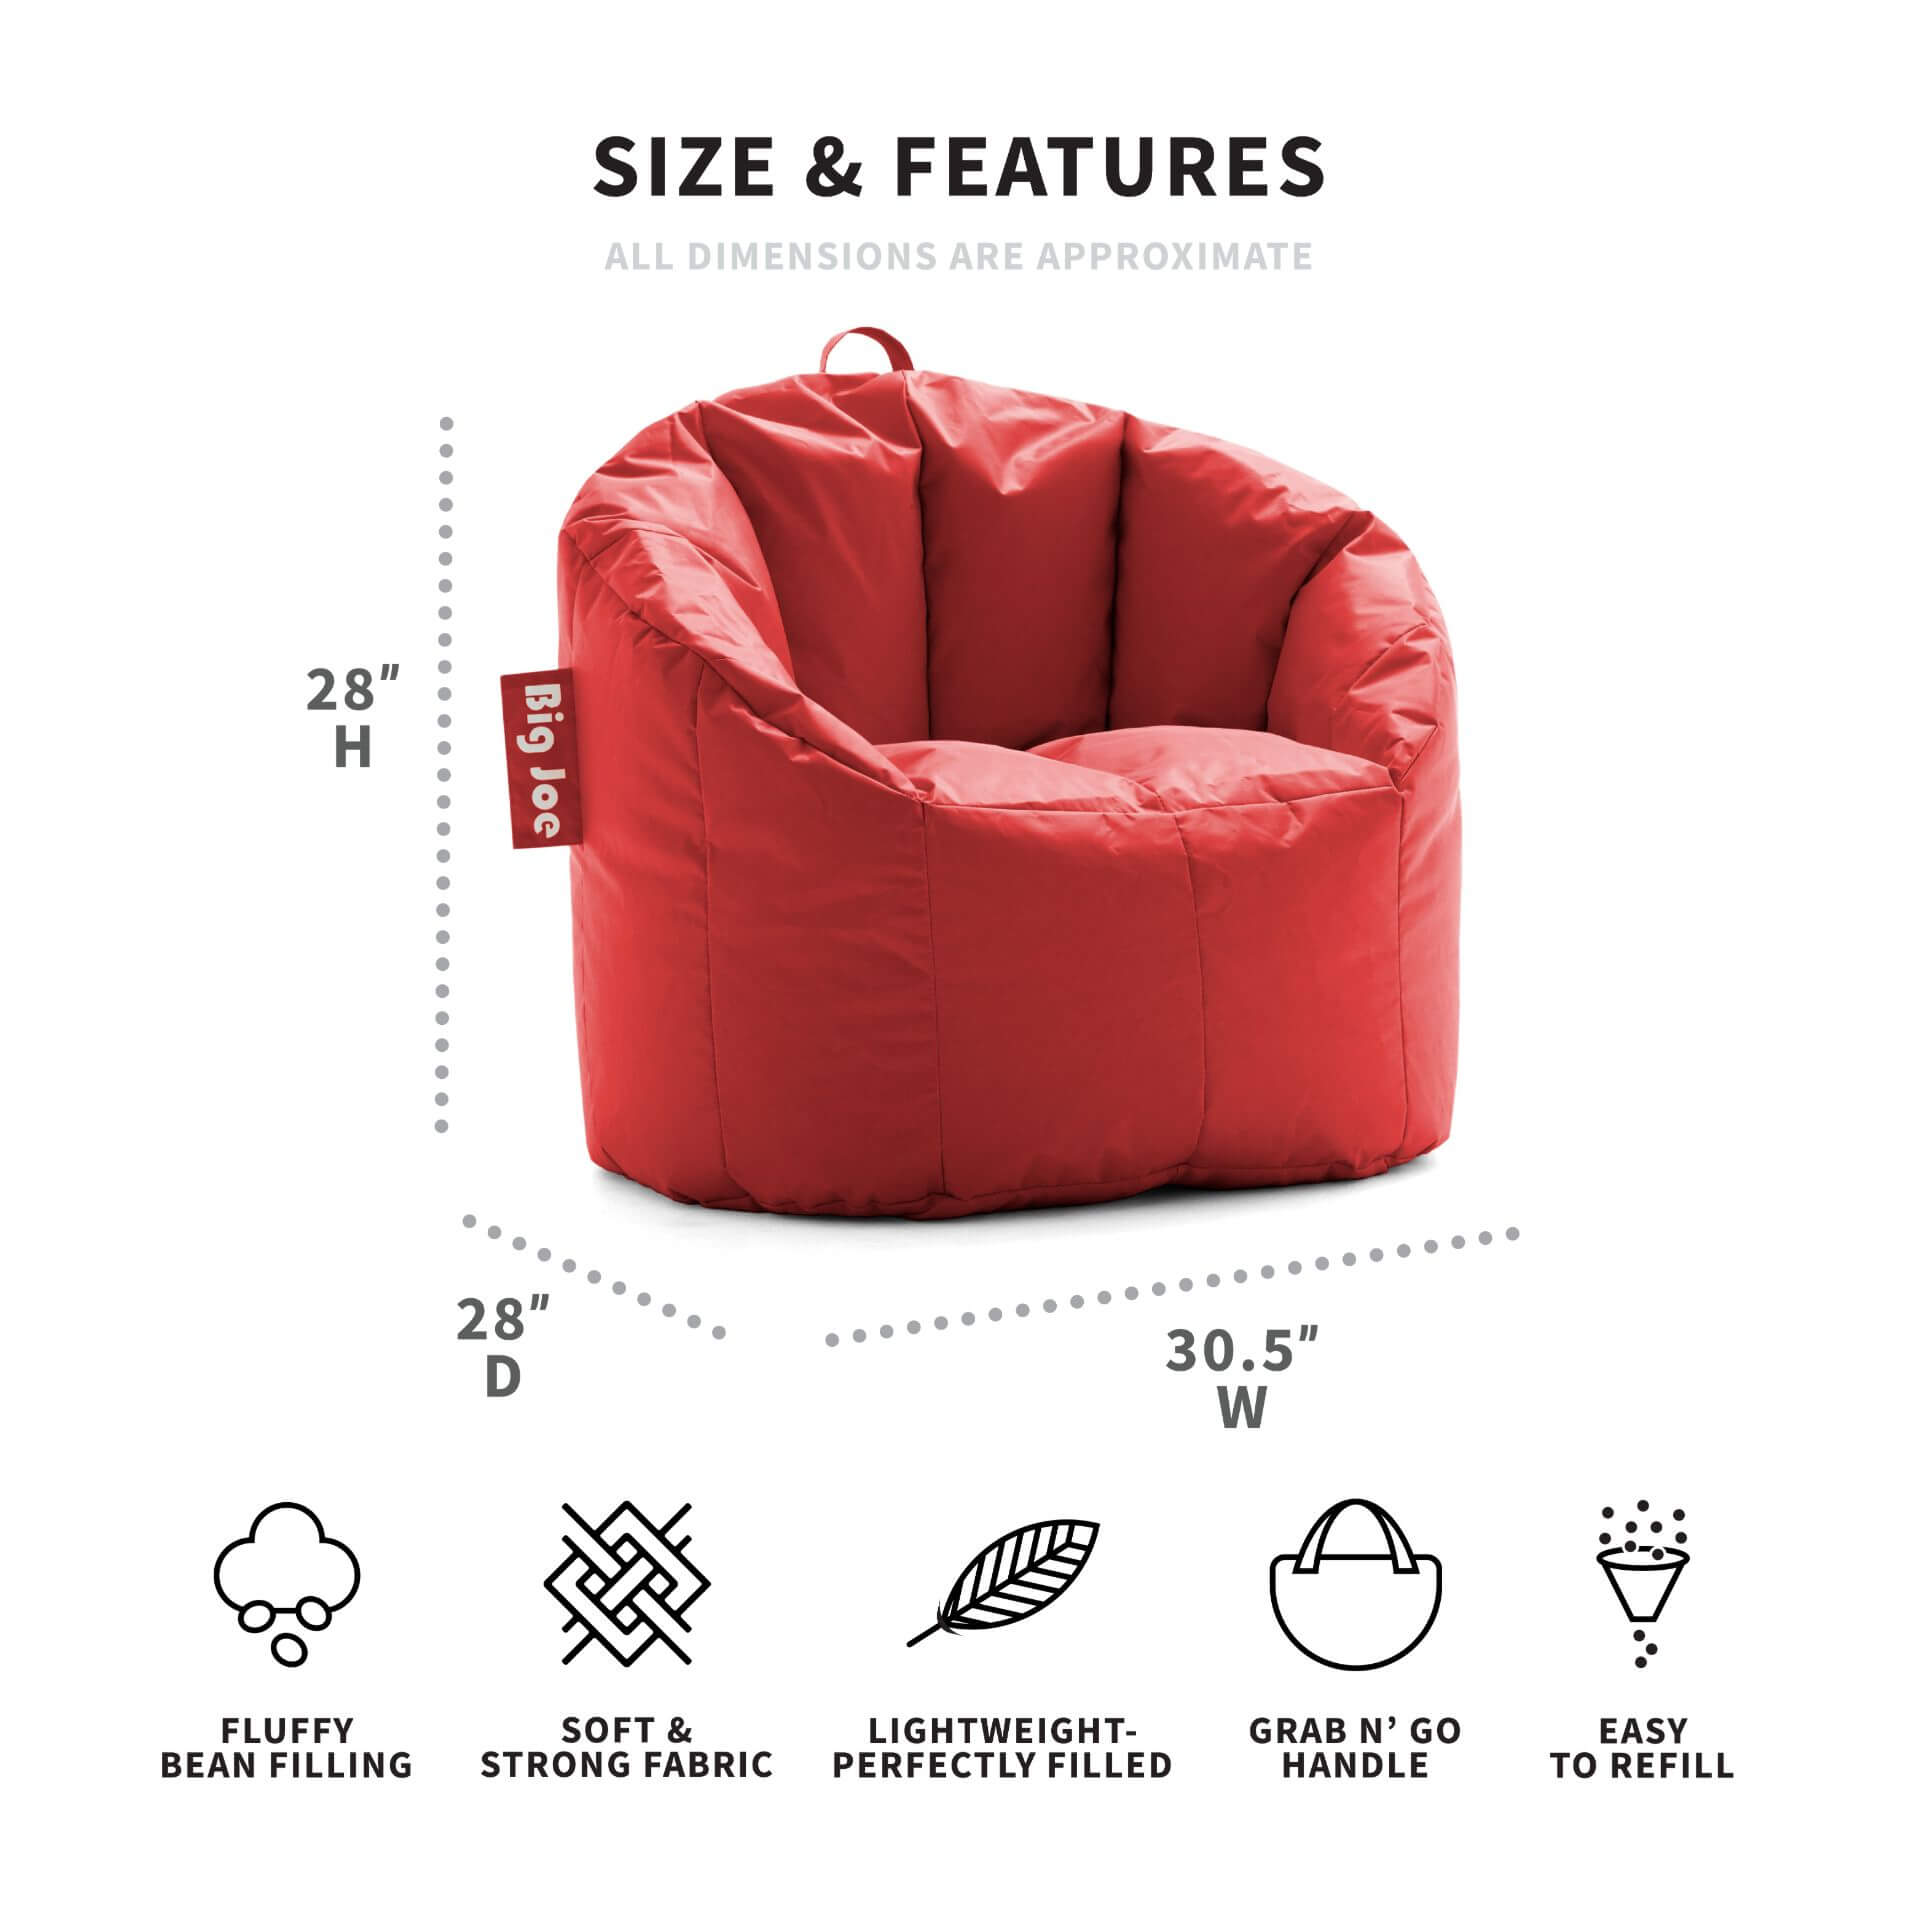 SIZE & FEATURES
ALL DIMENSIONS ARE APPROXIMATE
28"
H
Big Joe
28"
D
30.5"
W
FLUFFY
BEAN FILLING
SOFT &
STRONG FABRIC
LIGHTWEIGHT-
PERFECTLY FILLED
GRAB N’ GO
HANDLE
EASY
TO REFILL